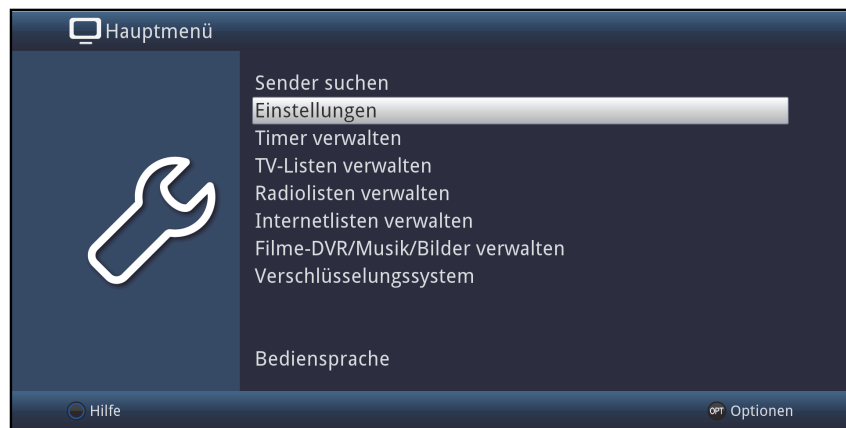 Hauptmenü
Sender suchen
Einstellungen
Timer verwalten
TV-Listen verwalten
Radiolisten verwalten
Internetlisten verwalten
Filme-DVR/Musik/Bilder verwalten
Verschlüsselungssystem
Bediensprache
Hilfe
OPT Optionen